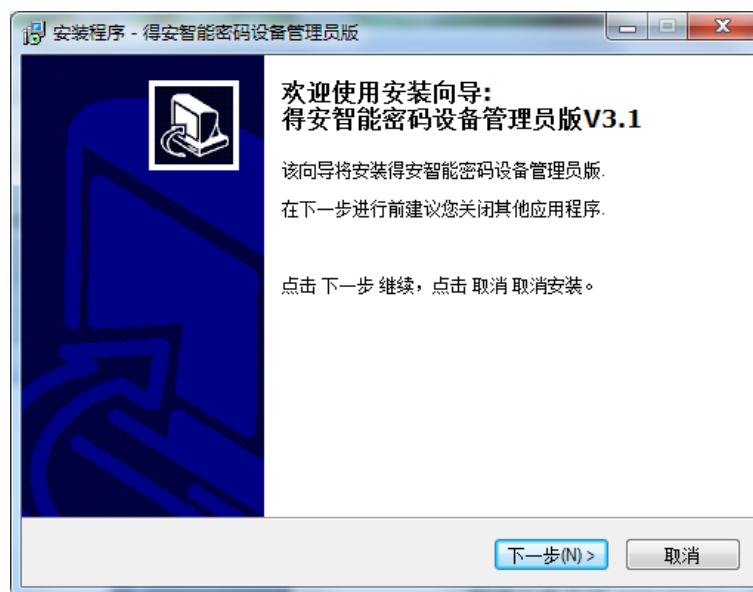 安装程序 - 得安智能密码设备管理员版
欢迎使用安装向导:
得安智能密码设备管理员版V3.1
该向导将安装得安智能密码设备管理员版.
在下一步进行前建议您关闭其他应用程序.
点击 下一步 继续，点击 取消 取消安装。
下一步(N) >
取消